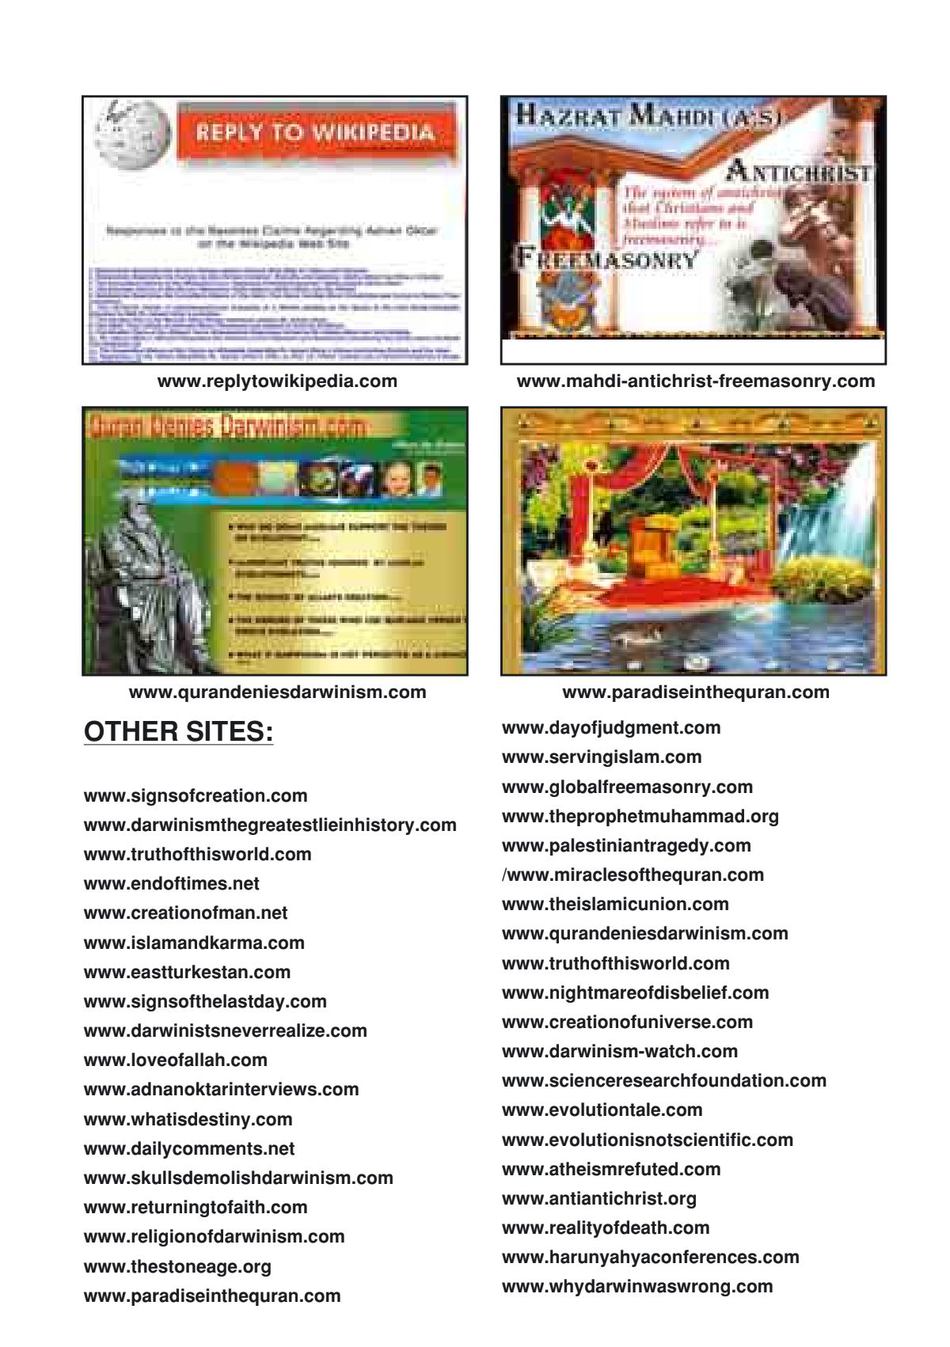 REPLY TO WIKIPEDIA
Responses to the Baseless Claims Regarding Adnan Oktar
on the Wikipedia Web Site
www.replytowikipedia.com
HAZRAT MAHDI (A.S)
ANTICHRIST
The system of antichrist
that Christians and
Muslims refer to is
freemasonry...
FREEMASONRY
www.mahdi-antichrist-freemasonry.com
Quran Denies Darwinism.com
www.qurandeniesdarwinism.com
www.paradiseinthequran.com
OTHER SITES:
www.signsofcreation.com
www.darwinismthegreatestlieinhistory.com
www.truthofthisworld.com
www.endoftimes.net
www.creationofman.net
www.islamandkarma.com
www.eastturkestan.com
www.signsofthelastday.com
www.darwinistsneverrealize.com
www.loveofallah.com
www.adnanoktarinterviews.com
www.whatisdestiny.com
www.dailycomments.net
www.skullsdemolishdarwinism.com
www.returningtofaith.com
www.religionofdarwinism.com
www.thestoneage.org
www.paradiseinthequran.com
www.dayofjudgment.com
www.servingislam.com
www.globalfreemasonry.com
www.theprophetmuhammad.org
www.palestiniantragedy.com
/www.miraclesofthequran.com
www.theislamicunion.com
www.qurandeniesdarwinism.com
www.truthofthisworld.com
www.nightmareofdisbelief.com
www.creationofuniverse.com
www.darwinism-watch.com
www.scienceresearchfoundation.com
www.evolutiontale.com
www.evolutionisnotscientific.com
www.atheismrefuted.com
www.antiantichrist.org
www.realityofdeath.com
www.harunyahyaconferences.com
www.whydarwinwaswrong.com